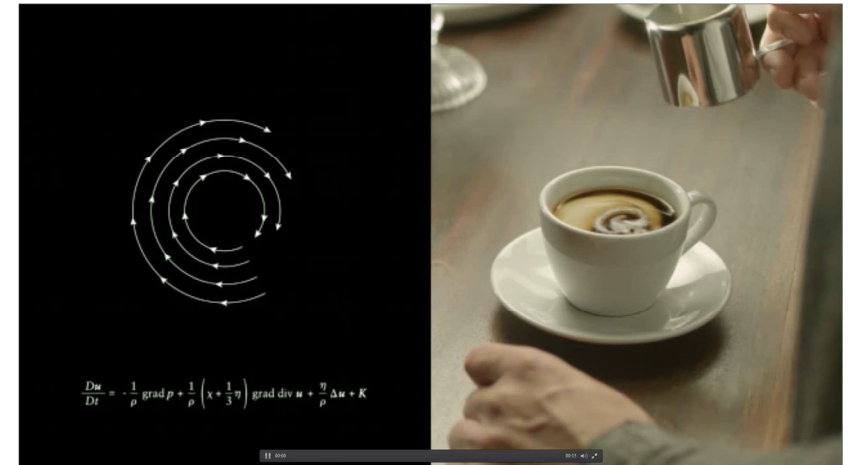 Du/Dt = - 1/ρ grad p + 1/ρ (χ + 1/3 η) grad div u + η/ρ Δu + K